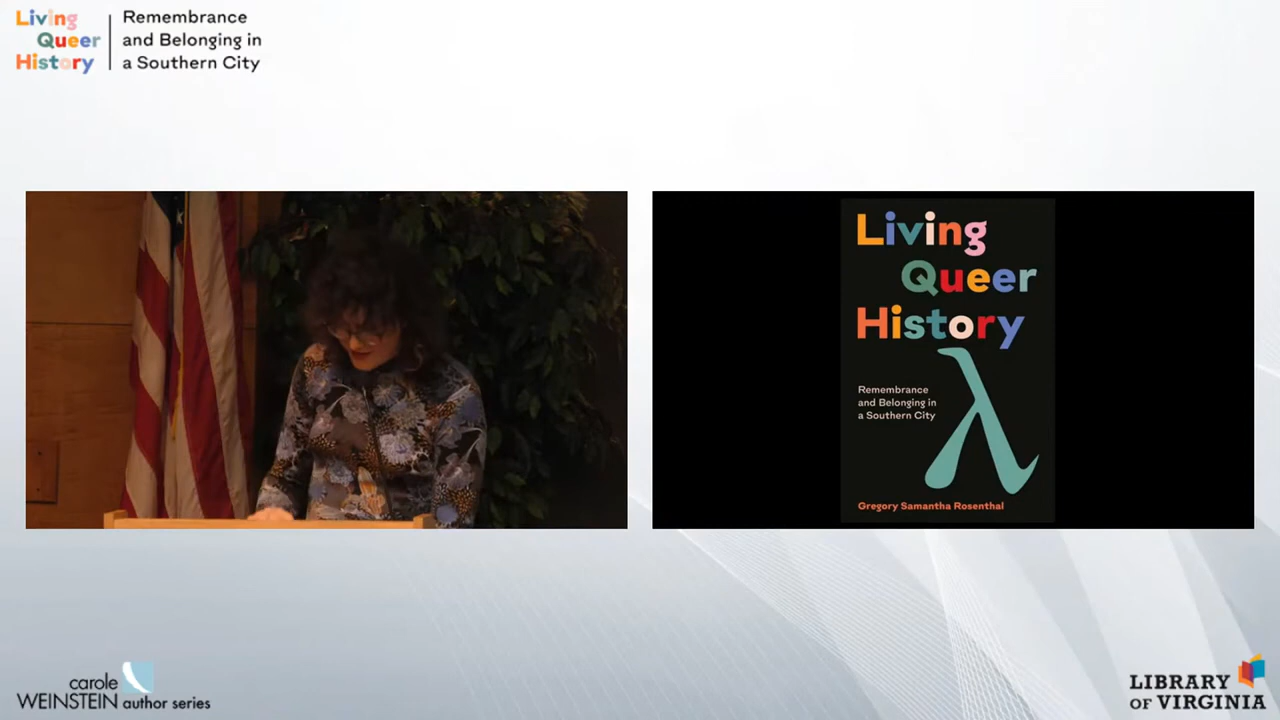 Living
Queer
History
Remembrance
and Belonging in
a Southern City
Living
Queer
History
λ
Remembrance
and Belonging in
a Southern City
Gregory Samantha Rosenthal
carole
WEINSTEIN author series
LIBRARY
OF VIRGINIA